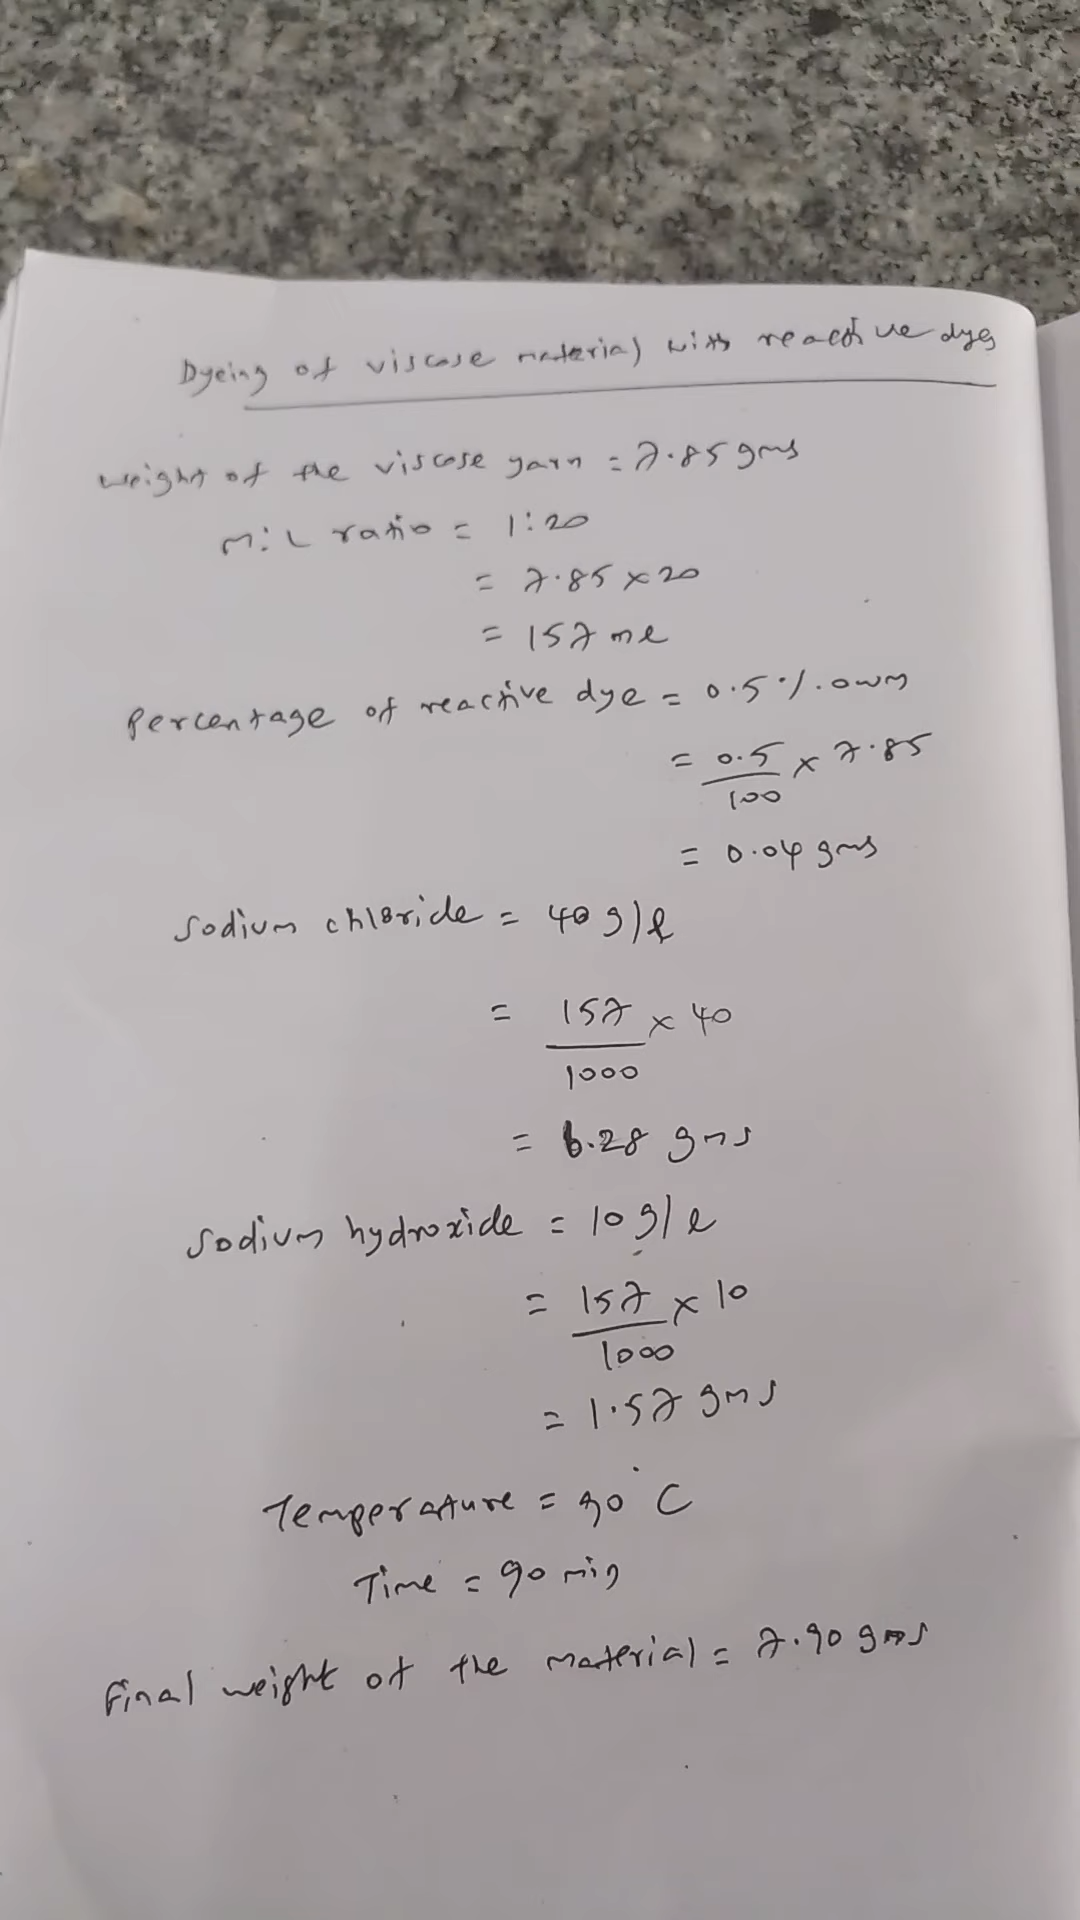 Dyeing of viscose material with reactive dyes
weight of the viscose yarn = 7.85 gms
M:L ratio = 1:20
= 7.85 x 20
= 157 ml
Percentage of reactive dye = 0.5 %. owm
= 0.5/100 x 7.85
= 0.04 gms
Sodium chloride = 40 g/l
= 157/1000 x 40
= 6.28 gms
Sodium hydroxide = 10 g/l
= 157/1000 x 10
= 1.57 gms
Temperature = 90°C
Time = 90 min
Final weight of the material = 7.90 gms